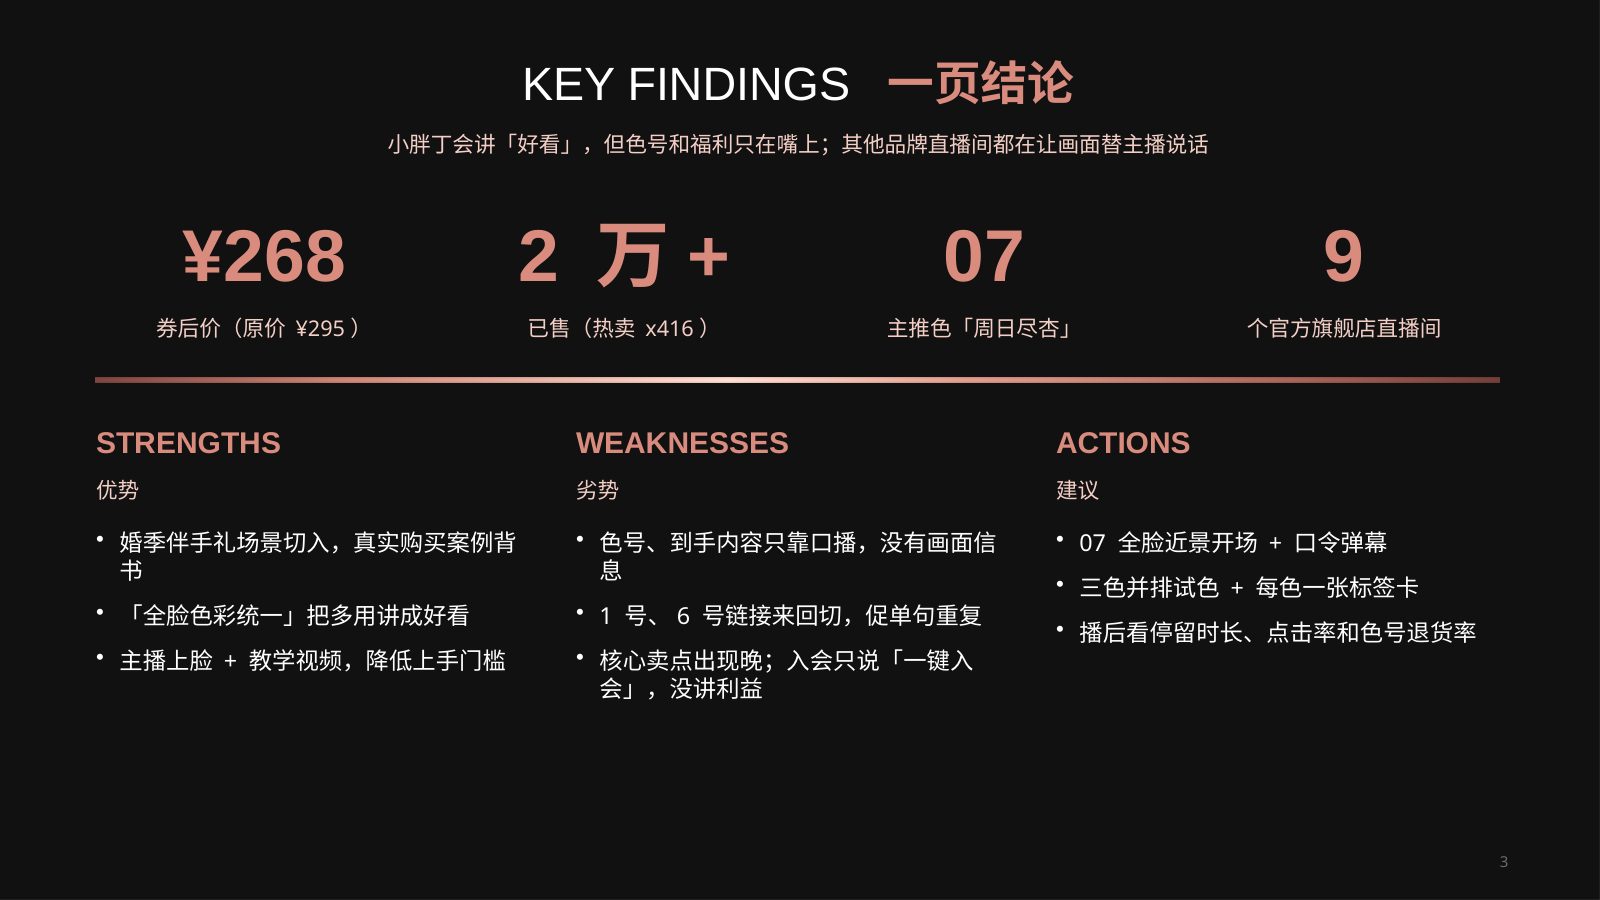 KEY FINDINGS 一页结论
小胖丁会讲「好看」，但色号和福利只在嘴上；其他品牌直播间都在让画面替主播说话
¥268
2 万 +
07
9
券后价（原价 ¥295 ）
已售（热卖 x416 ）
主推色「周日尽杏」
个官方旗舰店直播间
STRENGTHS
优势
• 婚季伴手礼场景切入，真实购买案例背
书
• 「全脸色彩统一」把多用讲成好看
• 主播上脸 + 教学视频，降低上手门槛
WEAKNESSES
劣势
• 色号、到手内容只靠口播，没有画面信
息
• 1 号、 6 号链接来回切，促单句重复
• 核心卖点出现晚；入会只说「一键入
会」，没讲利益
ACTIONS
建议
• 07 全脸近景开场 + 口令弹幕
• 三色并排试色 + 每色一张标签卡
• 播后看停留时长、点击率和色号退货率
3